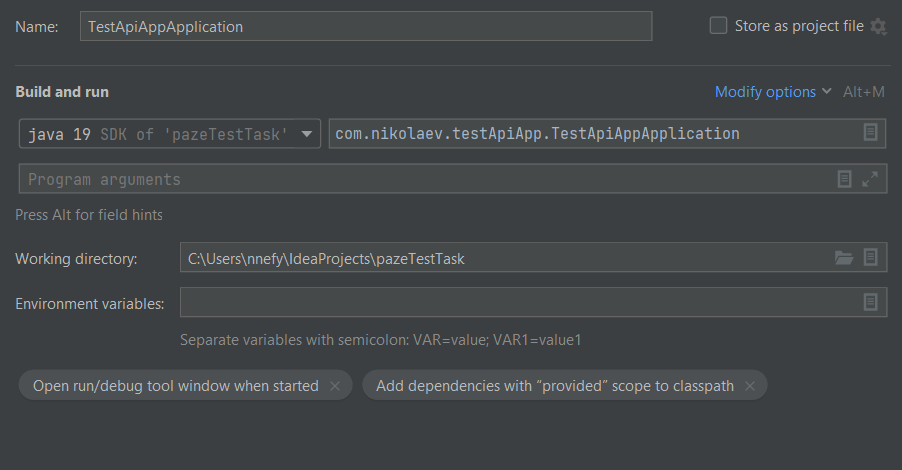 Name: TestApiAppApplication Store as project file
Build and run Modify options Alt+M
java 19 SDK of 'pazeTestTask' com.nikolaev.testApiApp.TestApiAppApplication
Program arguments
Press Alt for field hints
Working directory: C:\Users\nnefy\IdeaProjects\pazeTestTask
Environment variables:
Separate variables with semicolon: VAR=value; VAR1=value1
Open run/debug tool window when started × Add dependencies with “provided” scope to classpath ×